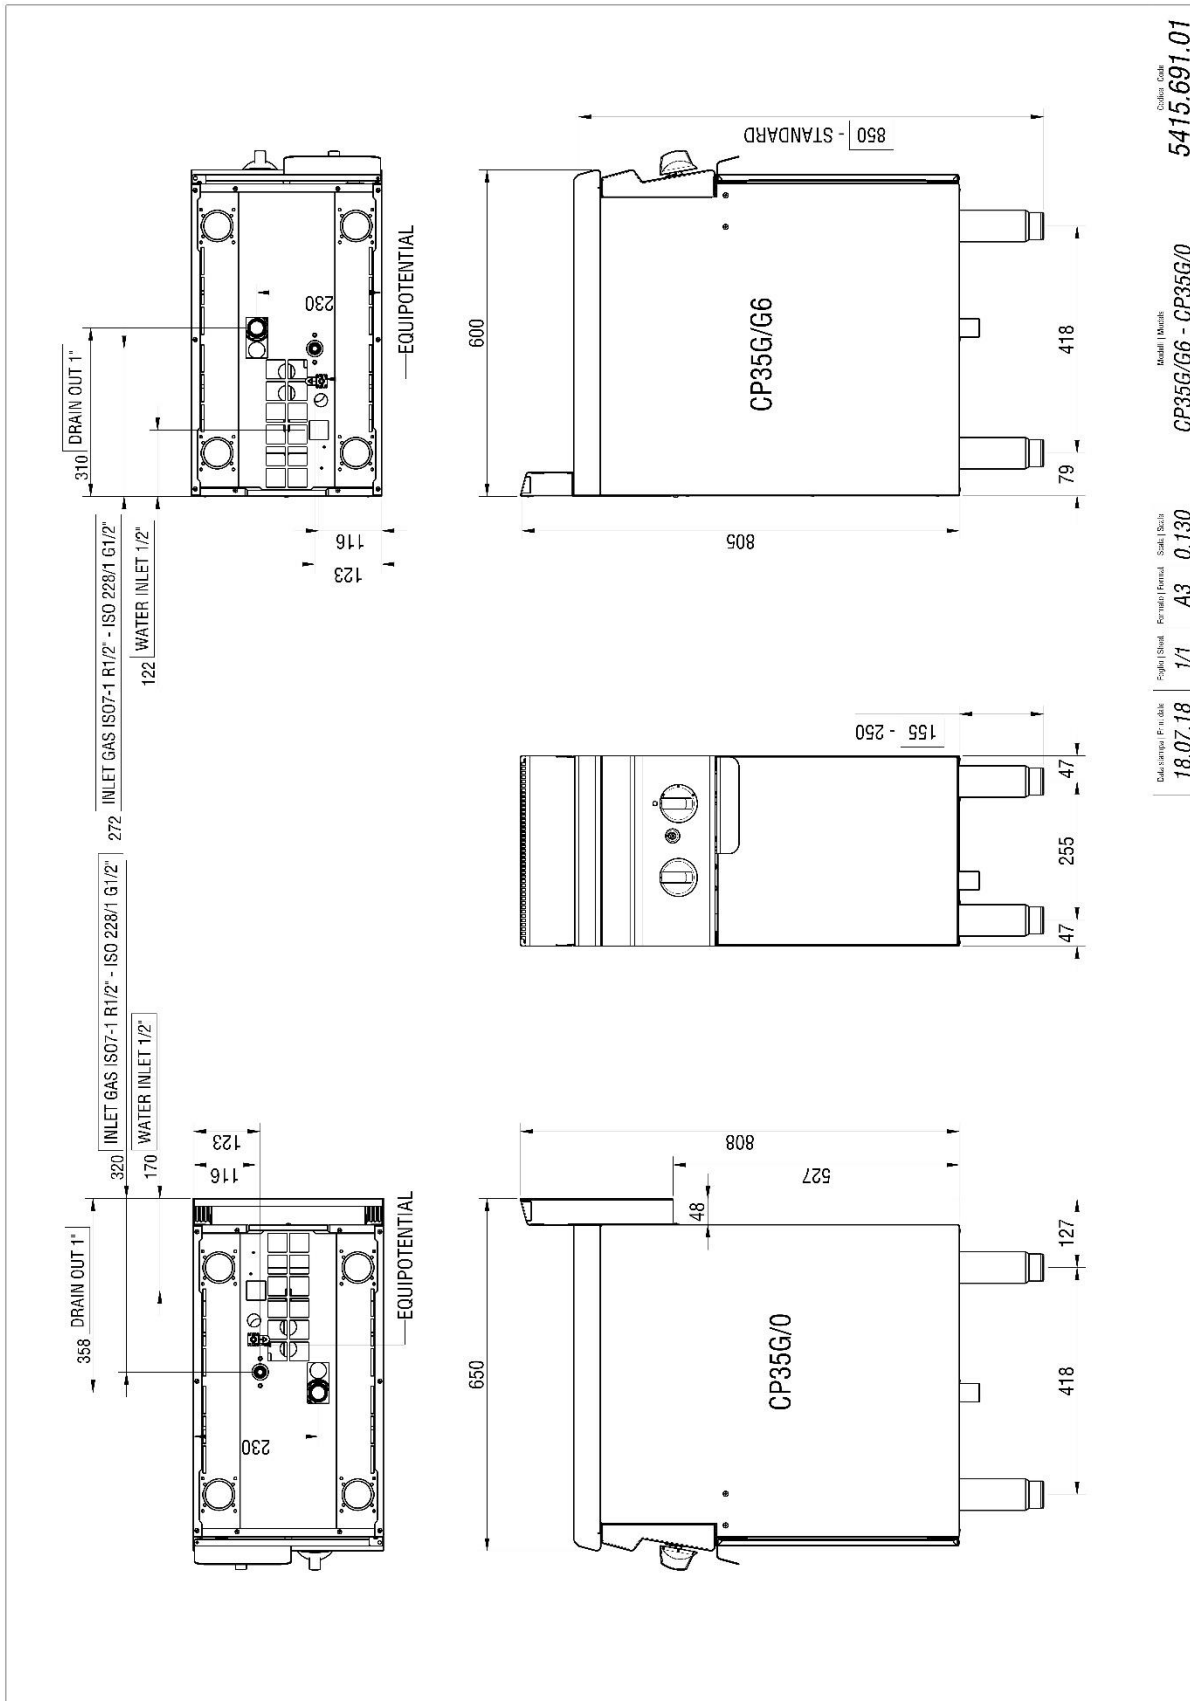 310 DRAIN OUT 1"
272 INLET GAS ISO7-1 R1/2" - ISO 228/1 G1/2"
122 WATER INLET 1/2"
230
116
123
EQUIPOTENTIAL
600
850 - STANDARD
CP35G/G6
805
79
418
155 - 250
47
255
47
358 DRAIN OUT 1"
320 INLET GAS ISO7-1 R1/2" - ISO 228/1 G1/2"
170 WATER INLET 1/2"
123
116
230
EQUIPOTENTIAL
650
808
527
48
CP35G/0
127
418
Data stampa | Print date
18.07.18
Foglio | Sheet
1/1
Formato | Format
A3
Scala | Scale
0.130
Modelli | Models
CP35G/G6 - CP35G/0
Codice Code
5415.691.01